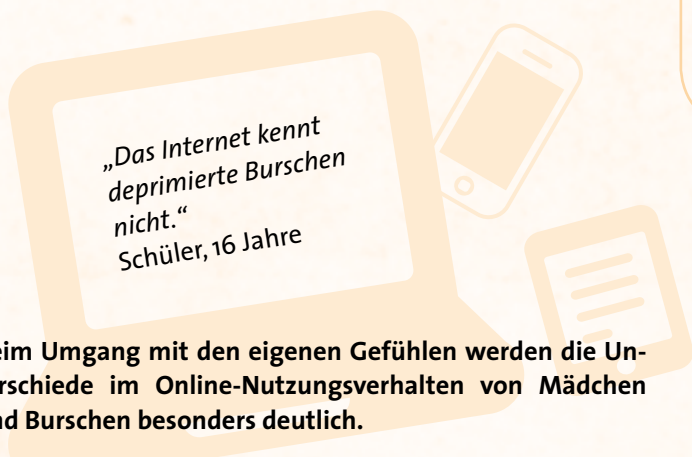 „Das Internet kennt
deprimierte Burschen
nicht.“
Schüler, 16 Jahre
eim Umgang mit den eigenen Gefühlen werden die Un-
rschiede im Online-Nutzungsverhalten von Mädchen
nd Burschen besonders deutlich.